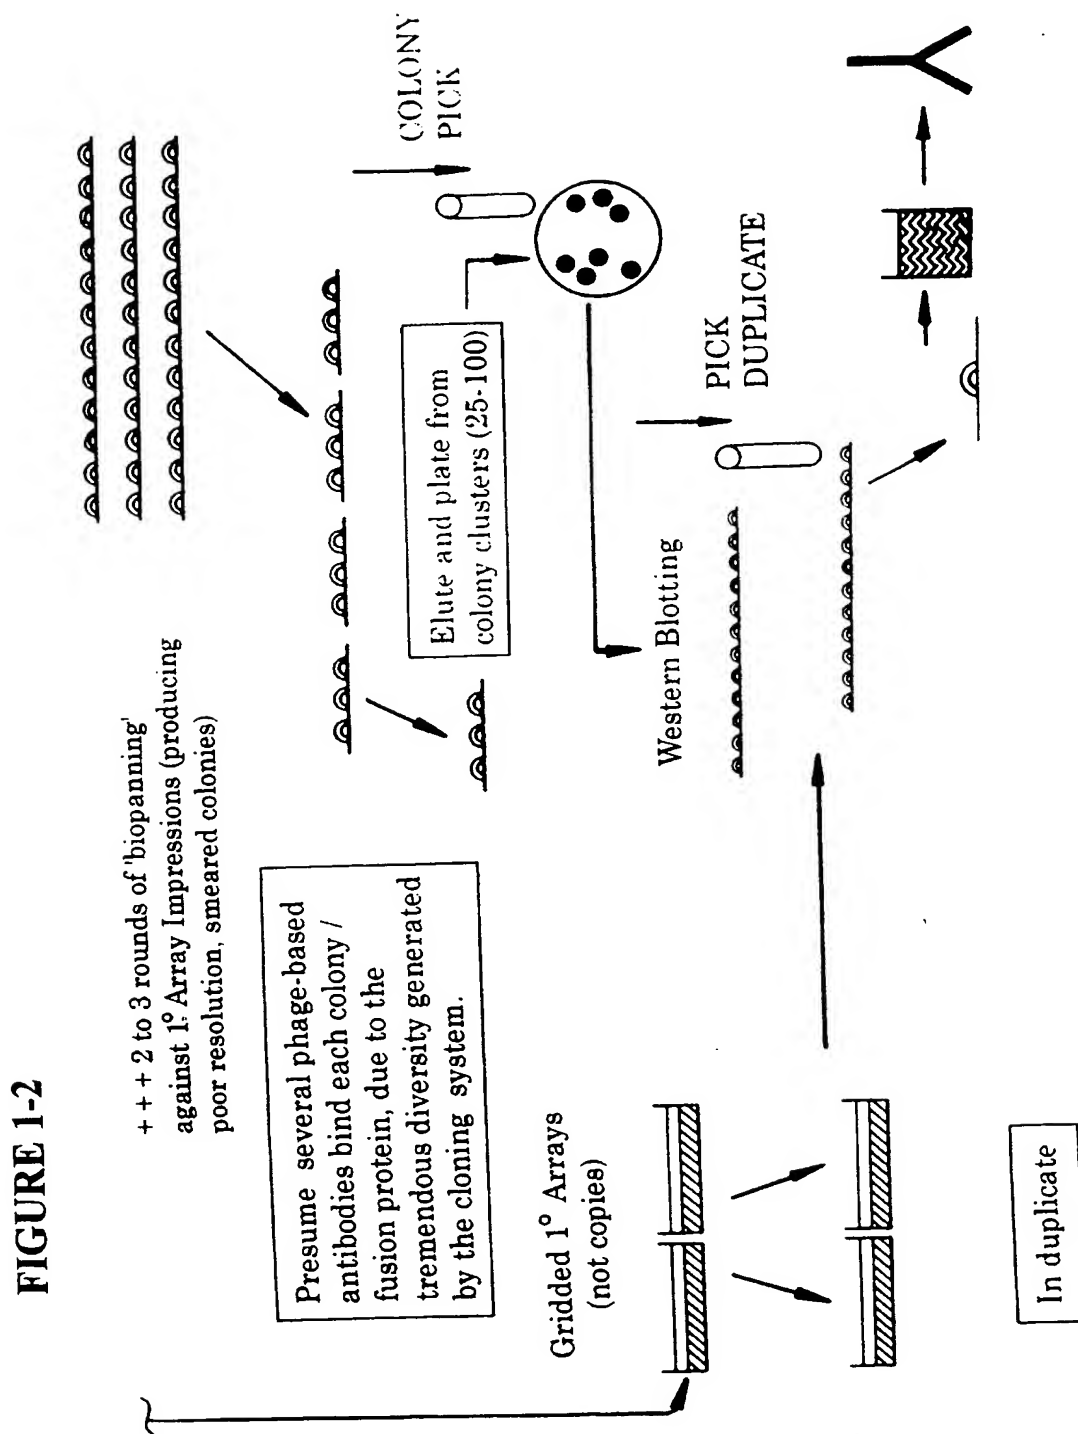 FIGURE 1-2
+ + + 2 to 3 rounds of 'biopanning'
against 1° Array Impressions (producing
poor resolution, smeared colonies)
Presume several phage-based
antibodies bind each colony /
fusion protein, due to the
tremendous diversity generated
by the cloning system.
Elute and plate from
colony clusters (25-100)
COLONY
PICK
Gridded 1° Arrays
(not copies)
Western Blotting
PICK
DUPLICATE
In duplicate